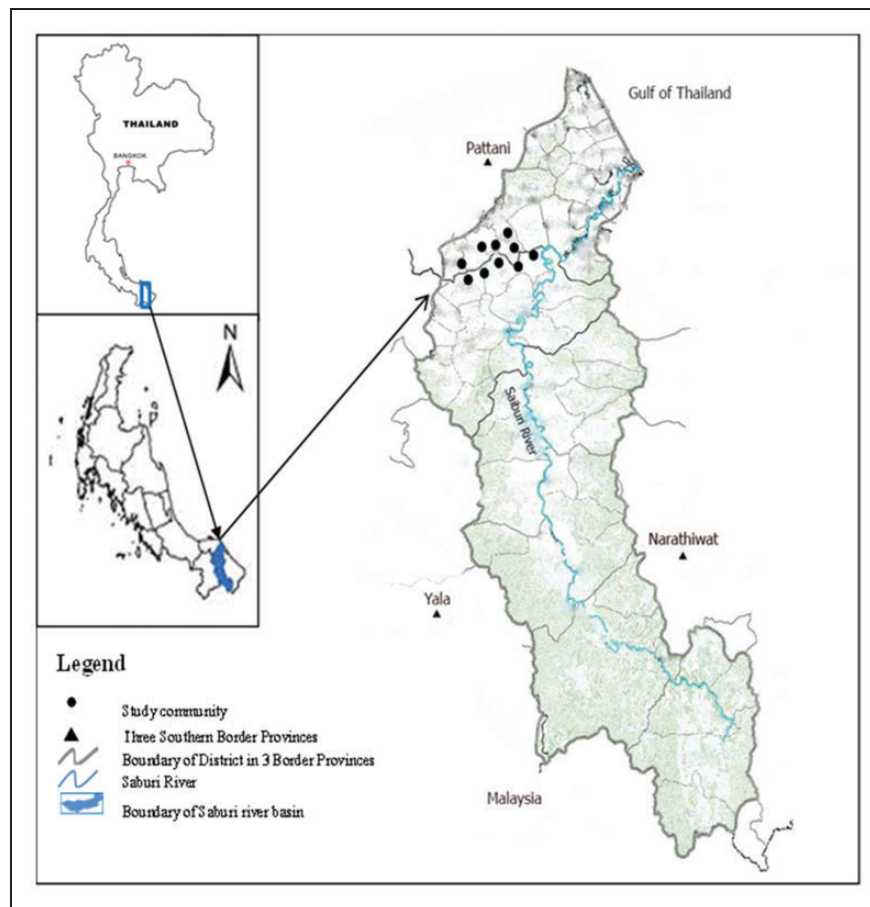 THAILAND
BANGKOK
N
Gulf of Thailand
Pattani
Saiburi River
Narathiwat
Yala
Malaysia
Legend
Study community
Three Southern Border Provinces
Boundary of District in 3 Border Provinces
Saburi River
Boundary of Saburi river basin